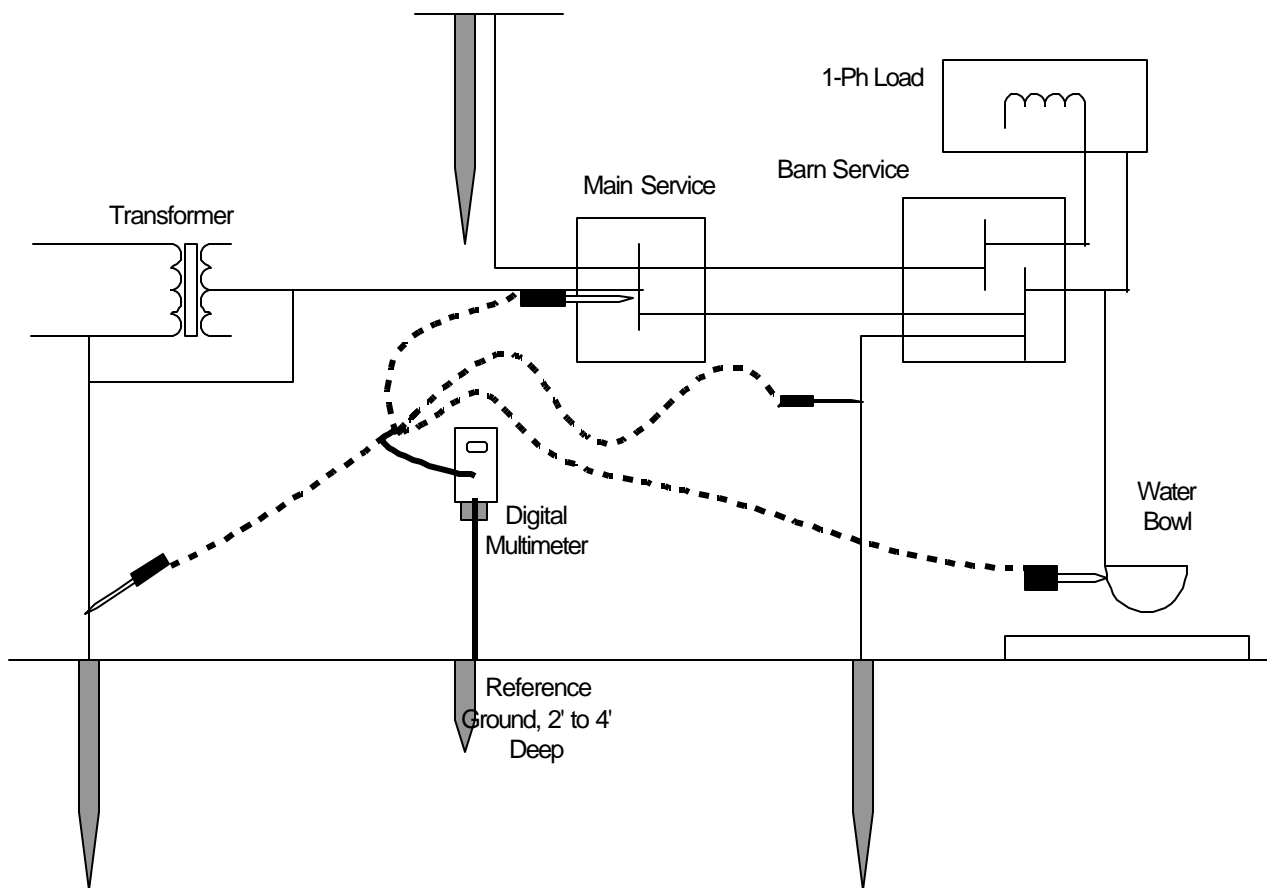 1-Ph Load
Barn Service
Main Service
Transformer
Digital
Multimeter
Water
Bowl
Reference
Ground, 2' to 4'
Deep